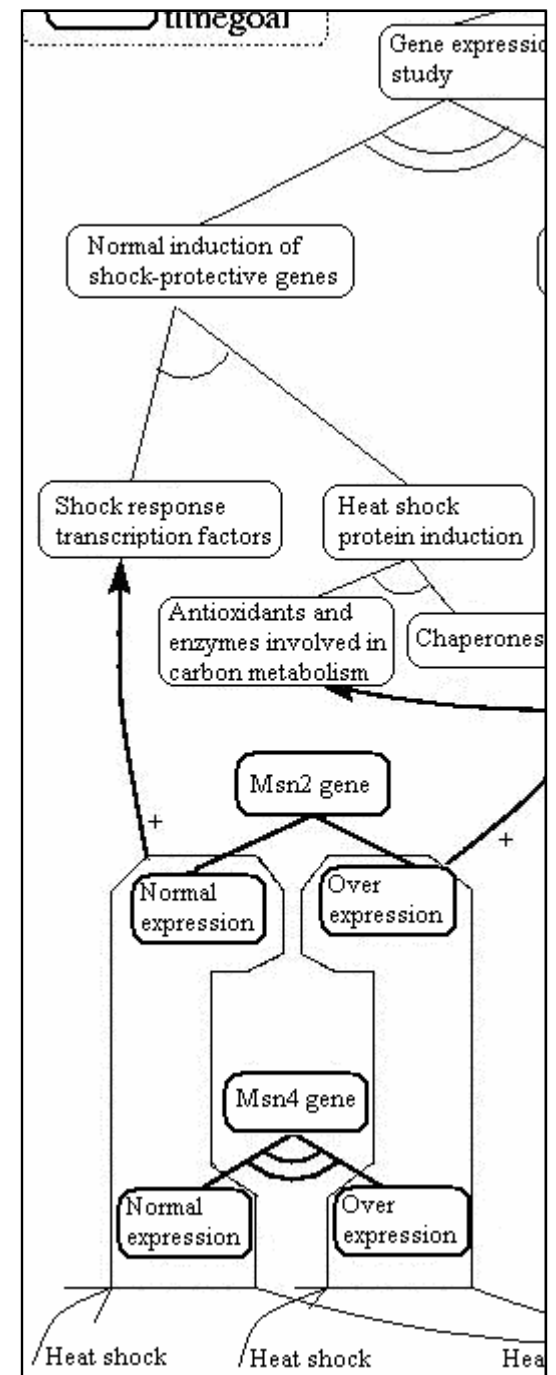 timegoal
Gene expressio
study
Normal induction of
shock-protective genes
Shock response
transcription factors
Heat shock
protein induction
Antioxidants and
enzymes involved in
carbon metabolism
Chaperones
Msn2 gene
+
+
Normal
expression
Over
expression
Msn4 gene
Normal
expression
Over
expression
Heat shock
Heat shock
Hea